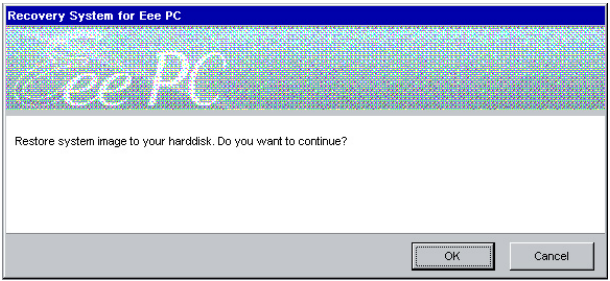 Recovery System for Eee PC
Eee PC
Restore system image to your harddisk. Do you want to continue?
OK
Cancel